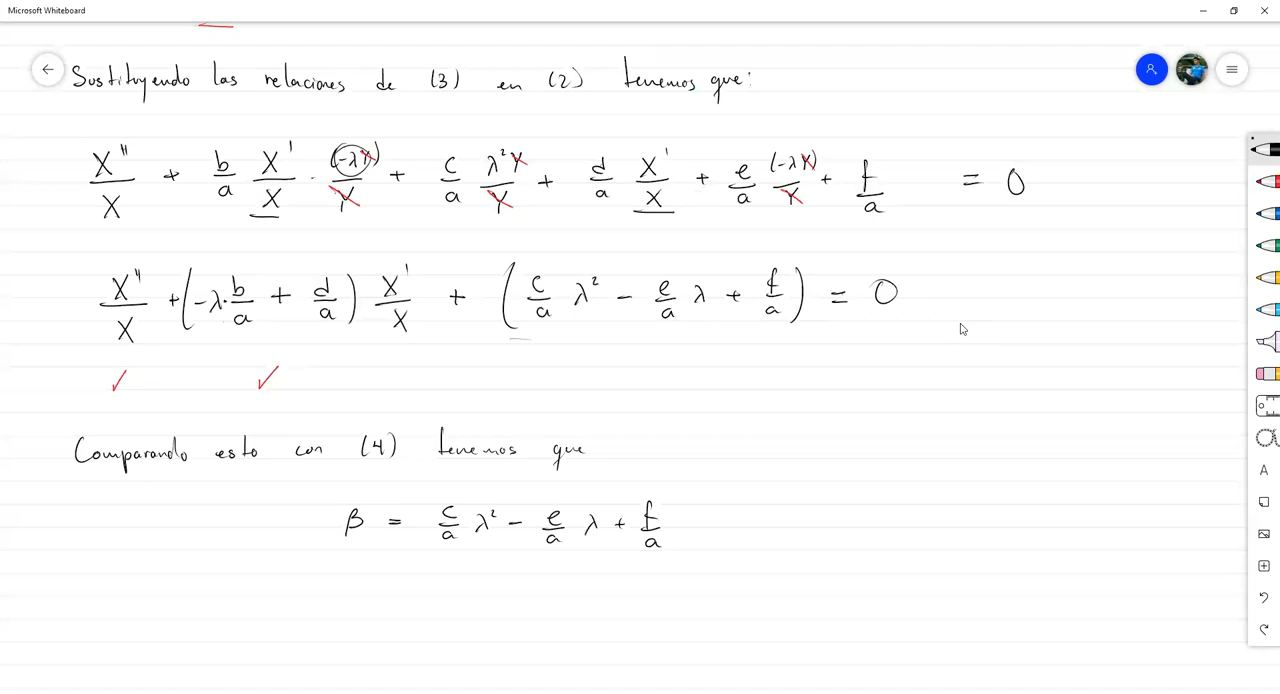 Microsoft Whiteboard
Sustituyendo las relaciones de (3) en (2) tenemos que:
X''/X + b/a X'/X · (-λY)/Y + c/a λ²Y/Y + d/a X'/X + e/a (-λY)/Y + f/a = 0
X''/X + (-λ·b/a + d/a) X'/X + (c/a λ² - e/a λ + f/a) = 0
Comparando esto con (4) tenemos que
β = c/a λ² - e/a λ + f/a
A